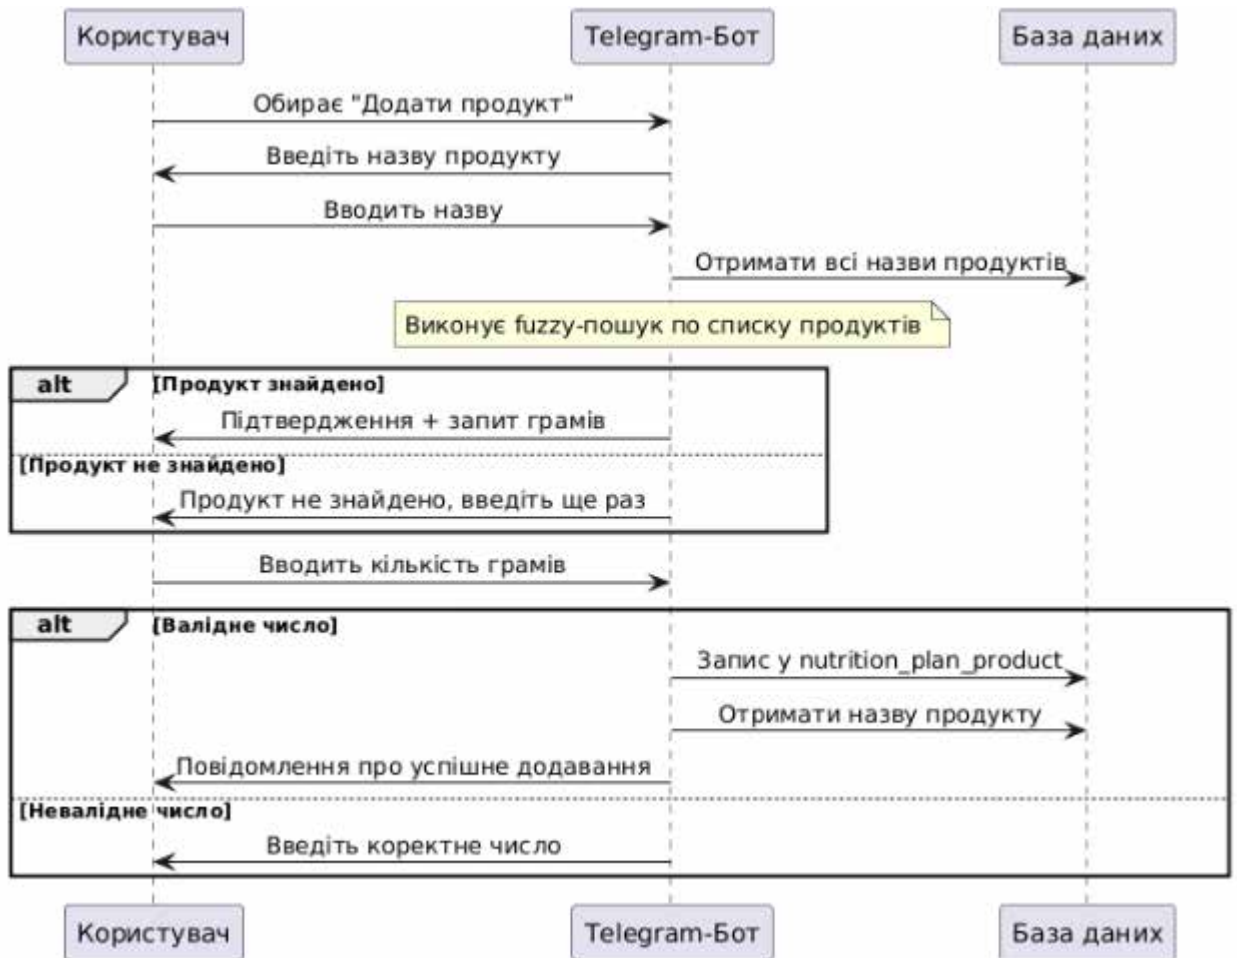 Користувач Telegram-Бот База даних
Обирає "Додати продукт"
Введіть назву продукту
Вводить назву
Отримати всі назви продуктів
Виконує fuzzy-пошук по списку продуктів
alt [Продукт знайдено]
Підтвердження + запит грамів
[Продукт не знайдено]
Продукт не знайдено, введіть ще раз
Вводить кількість грамів
alt [Валідне число]
Запис у nutrition_plan_product
Отримати назву продукту
Повідомлення про успішне додавання
[Невалідне число]
Введіть коректне число
Користувач Telegram-Бот База даних